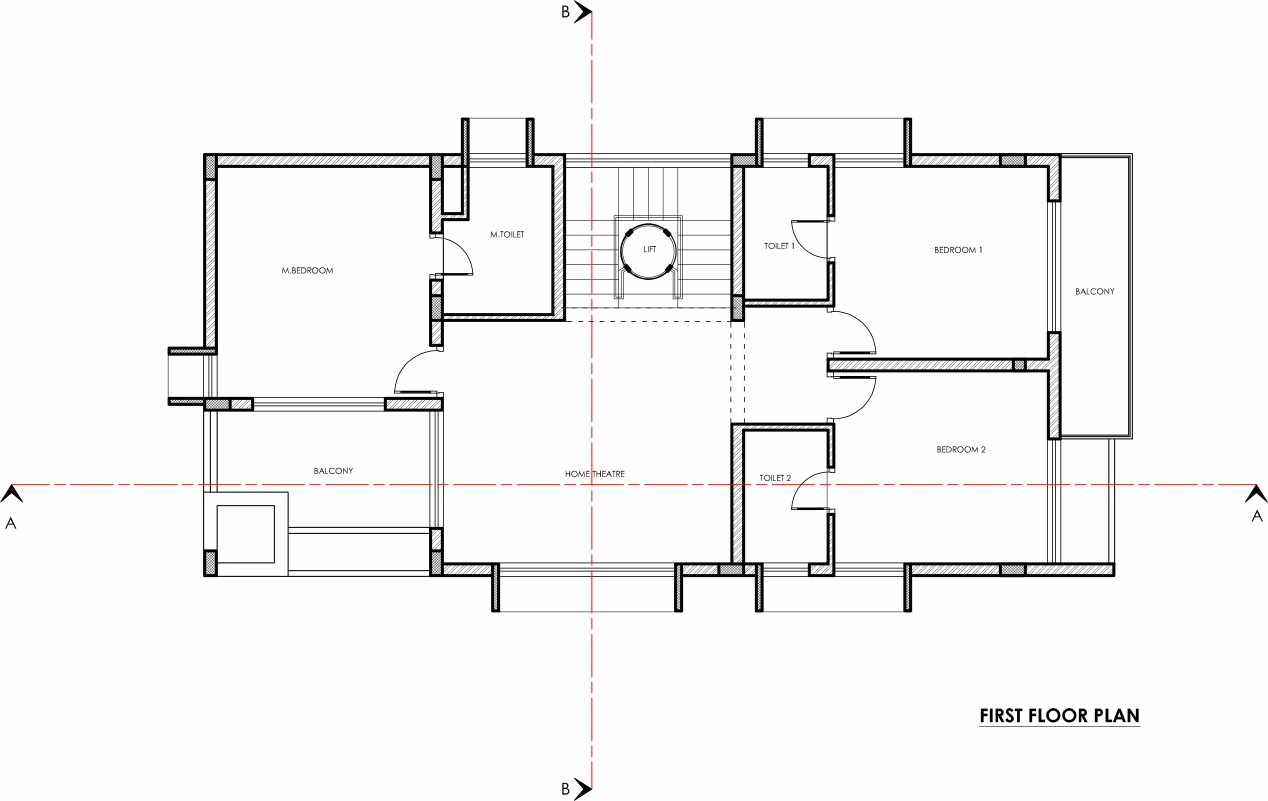 B
M.TOILET
LIFT
TOILET 1
BEDROOM 1
M.BEDROOM
BALCONY
BEDROOM 2
BALCONY
HOME THEATRE
TOILET 2
A
A
FIRST FLOOR PLAN
B